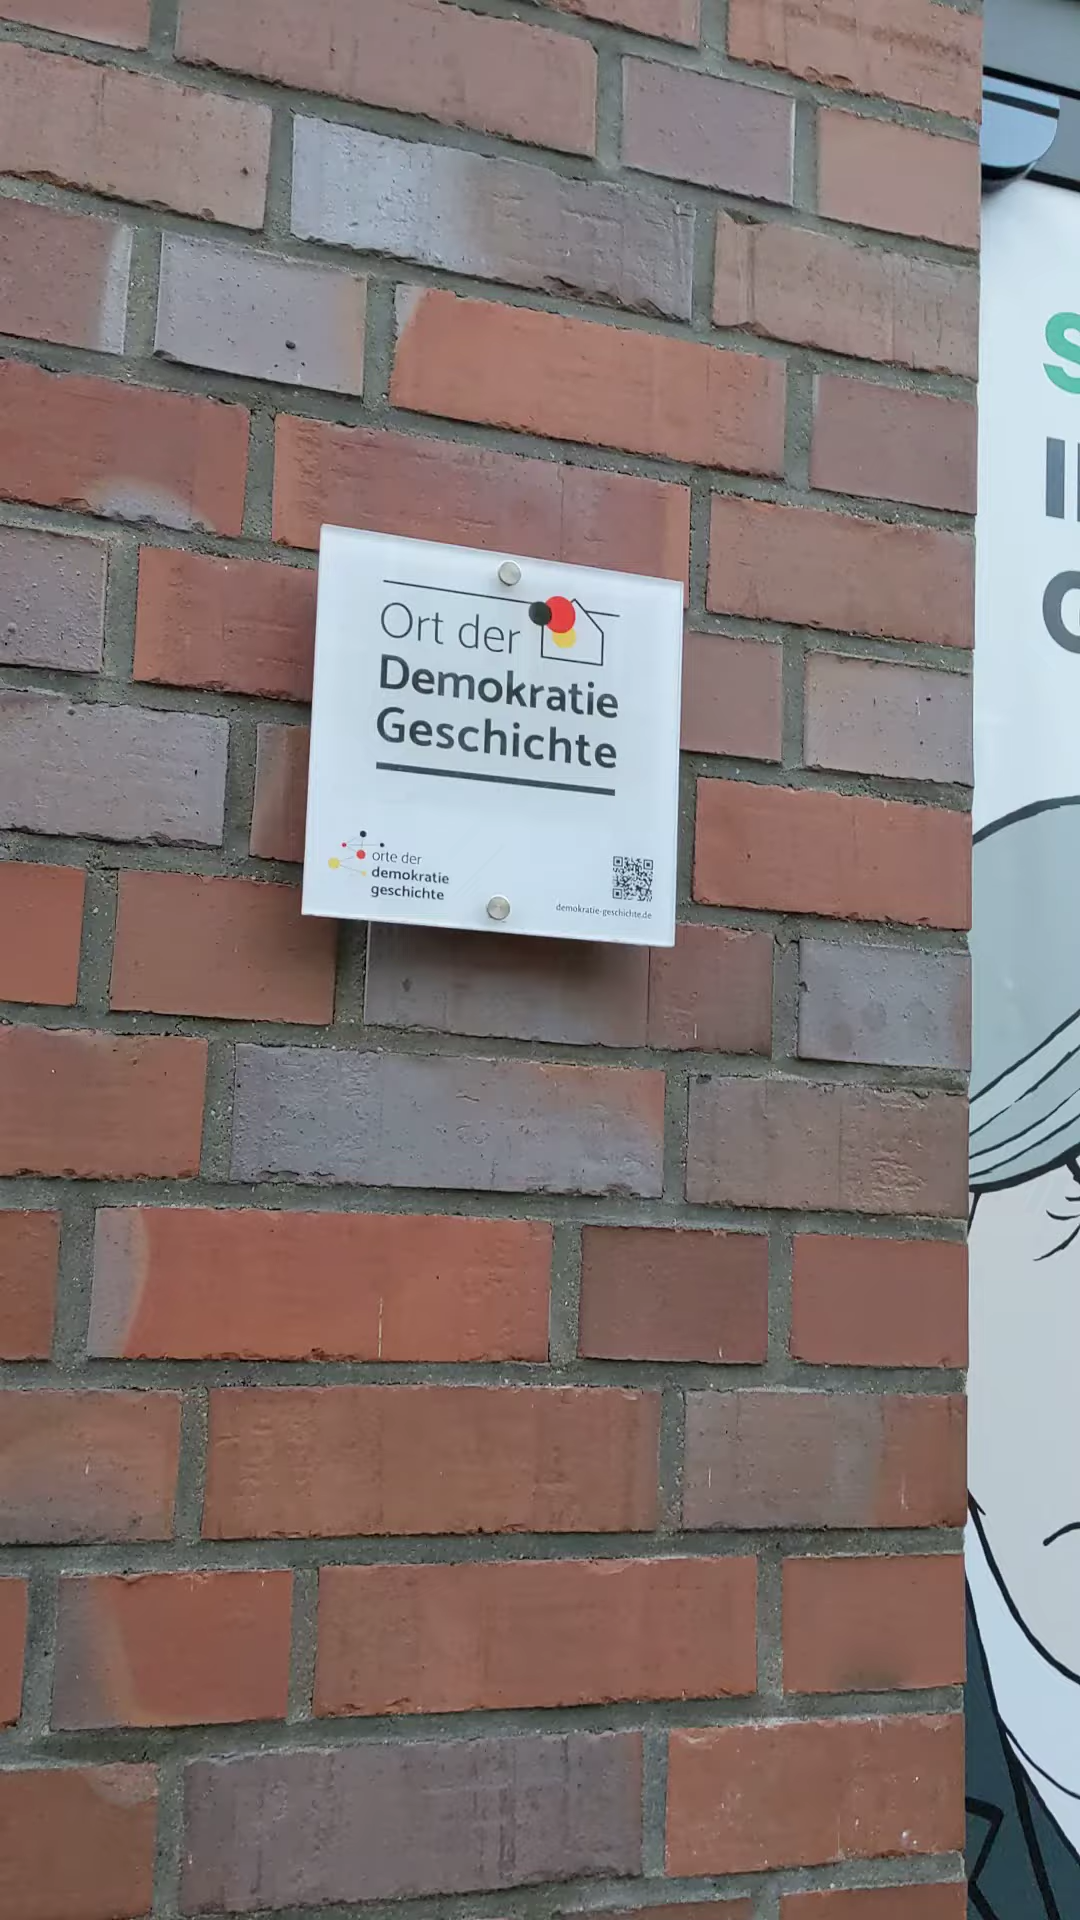 Ort der
Demokratie
Geschichte
orte der
demokratie
geschichte
demokratie-geschichte.de
S